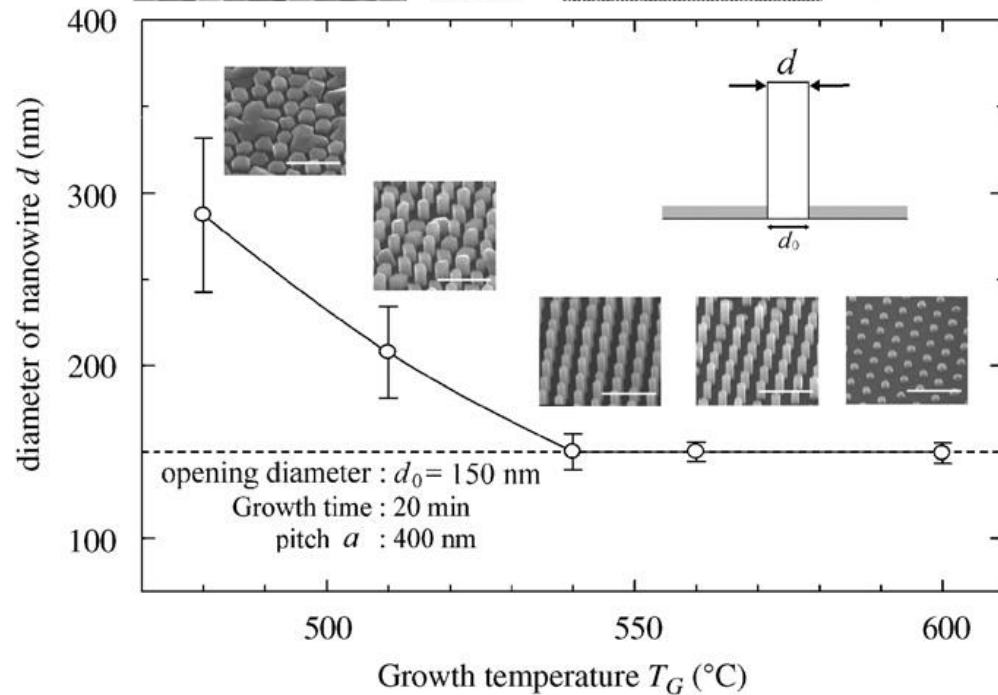 400
300
200
100
diameter of nanowire d (nm)
d
d₀
opening diameter : d₀ = 150 nm
Growth time : 20 min
pitch a : 400 nm
500
550
600
Growth temperature T_G (°C)